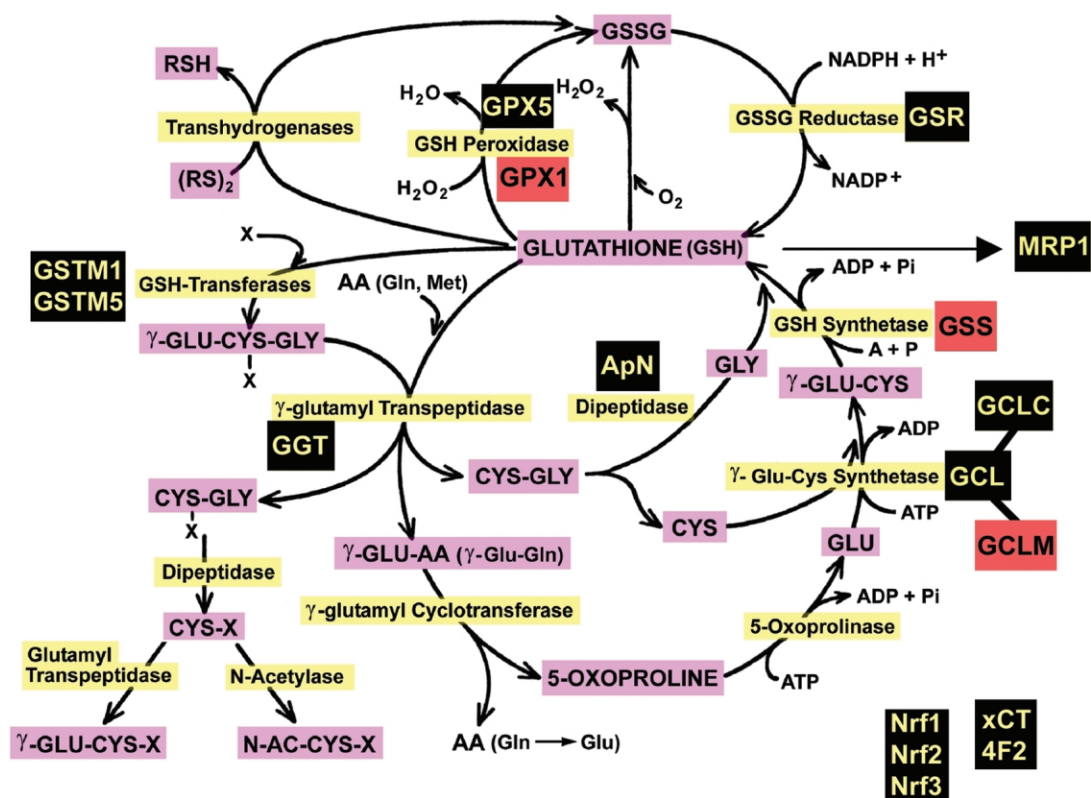 GSSG
RSH
NADPH + H⁺
H₂O
GPX5
H₂O₂
Transhydrogenases
GSH Peroxidase
GSSG Reductase
GSR
(RS)₂
H₂O₂
GPX1
O₂
NADP⁺
X
GLUTATHIONE (GSH)
MRP1
GSTM1
GSTM5
GSH-Transferases
AA (Gln, Met)
ADP + Pi
γ-GLU-CYS-GLY
X
GSH Synthetase
GSS
A + P
ApN
GLY
γ-GLU-CYS
γ-glutamyl Transpeptidase
Dipeptidase
GGT
GCLC
ADP
CYS-GLY
CYS-GLY
γ- Glu-Cys Synthetase
GCL
X
CYS
ATP
GLU
GCLM
γ-GLU-AA (γ-Glu-Gln)
Dipeptidase
ADP + Pi
γ-glutamyl Cyclotransferase
CYS-X
5-Oxoprolinase
Glutamyl
Transpeptidase
N-Acetylase
5-OXOPROLINE
ATP
γ-GLU-CYS-X
N-AC-CYS-X
AA (Gln → Glu)
Nrf1
Nrf2
Nrf3
xCT
4F2